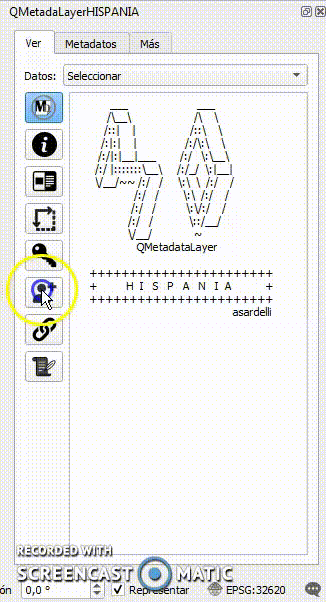 QMetadaLayerHISPANIA
Ver
Metadatos
Más
Datos:
Seleccionar
QMetadataLayer
++++++++++++++++++++++++
+ H I S P A N I A +
++++++++++++++++++++++++
asardelli
RECORDED WITH
SCREENCAST MATIC
ón
0,0 °
Representar
EPSG:32620